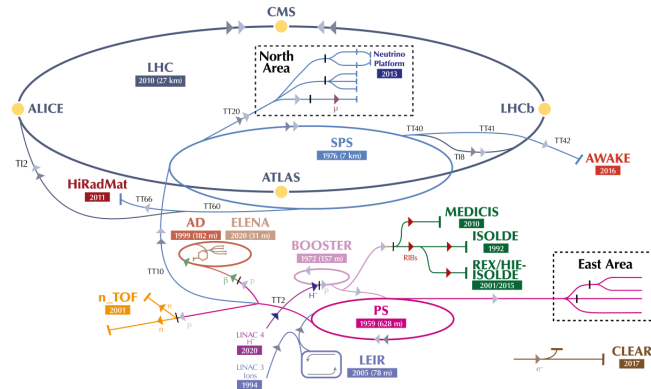 CMS
North
Area
Neutrino
Platform
2013
LHC
2010 (27 km)
TT20
μ
ALICE
LHCb
SPS
1976 (7 km)
TT40
TT41
TT42
TI8
TI2
AWAKE
2016
ATLAS
HiRadMat
2011
TT66
TT60
AD
1999 (182 m)
ELENA
2020 (31 m)
MEDICIS
2010
BOOSTER
1972 (157 m)
ISOLDE
1992
RIBs
REX/HIE-
ISOLDE
2001/2015
East Area
TT10
p̅
p
H⁻
p
TT2
n_TOF
2001
n
n
p
PS
1959 (628 m)
LINAC 4
H⁻
2020
LINAC 3
Ions
1994
LEIR
2005 (78 m)
CLEAR
2017
e⁻